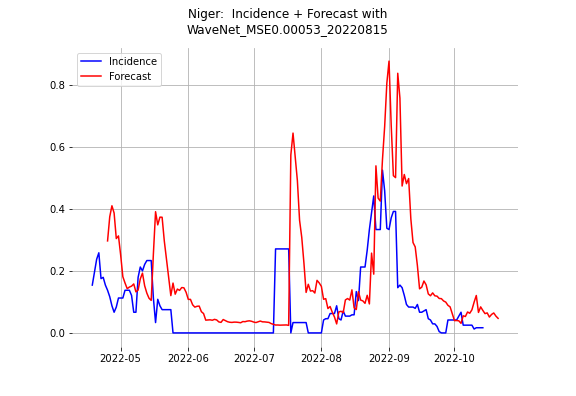 Niger:  Incidence + Forecast with
WaveNet_MSE0.00053_20220815
Incidence
Forecast
0.8
0.6
0.4
0.2
0.0
2022-05 2022-06 2022-07 2022-08 2022-09 2022-10